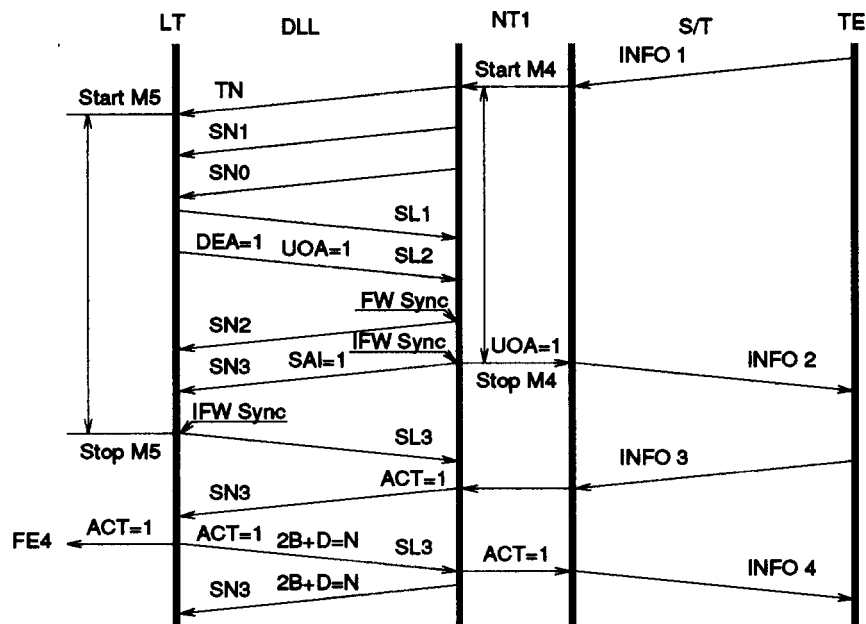 LT DLL NT1 S/T TE
INFO 1
Start M4
TN
Start M5
SN1
SN0
SL1
DEA=1 UOA=1 SL2
FW Sync
SN2
IFW Sync UOA=1
SN3 SAI=1 INFO 2
Stop M4
IFW Sync
Stop M5 SL3
INFO 3
ACT=1
SN3
ACT=1 ACT=1 2B+D=N SL3
FE4 ACT=1 INFO 4
SN3 2B+D=N